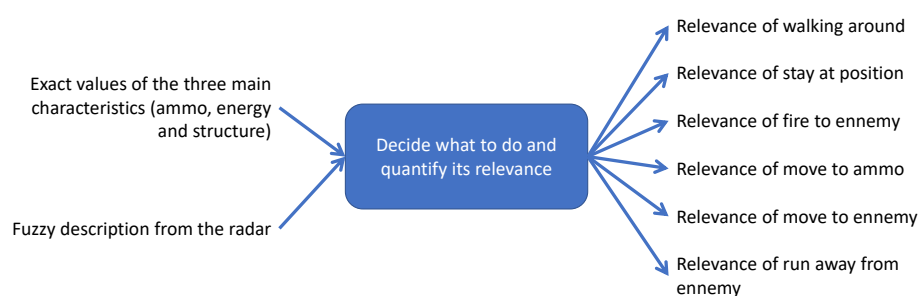 Exact values of the three main
characteristics (ammo, energy
and structure)
Fuzzy description from the radar
Decide what to do and
quantify its relevance
Relevance of walking around
Relevance of stay at position
Relevance of fire to ennemy
Relevance of move to ammo
Relevance of move to ennemy
Relevance of run away from
ennemy